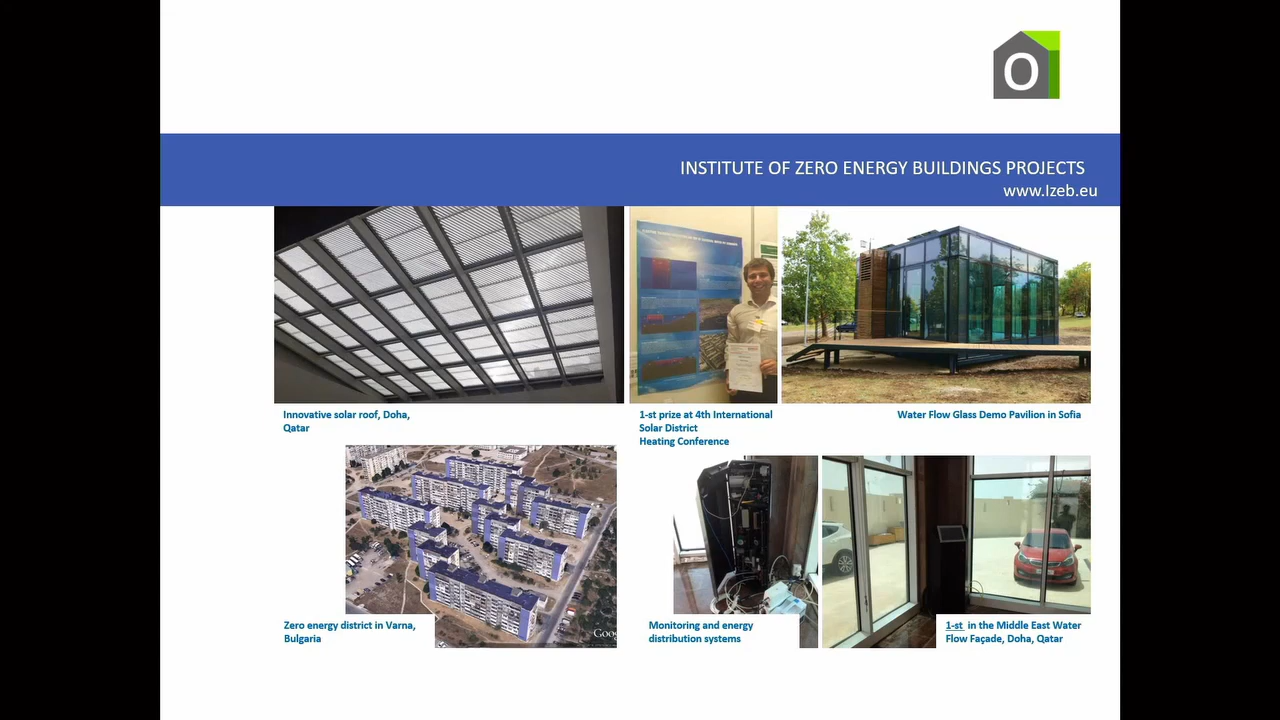 O
INSTITUTE OF ZERO ENERGY BUILDINGS PROJECTS
www.Izeb.eu
Innovative solar roof, Doha,
Qatar
1-st prize at 4th International
Solar District
Heating Conference
Water Flow Glass Demo Pavilion in Sofia
Zero energy district in Varna,
Bulgaria
Goo
Monitoring and energy
distribution systems
1-st in the Middle East Water
Flow Façade, Doha, Qatar